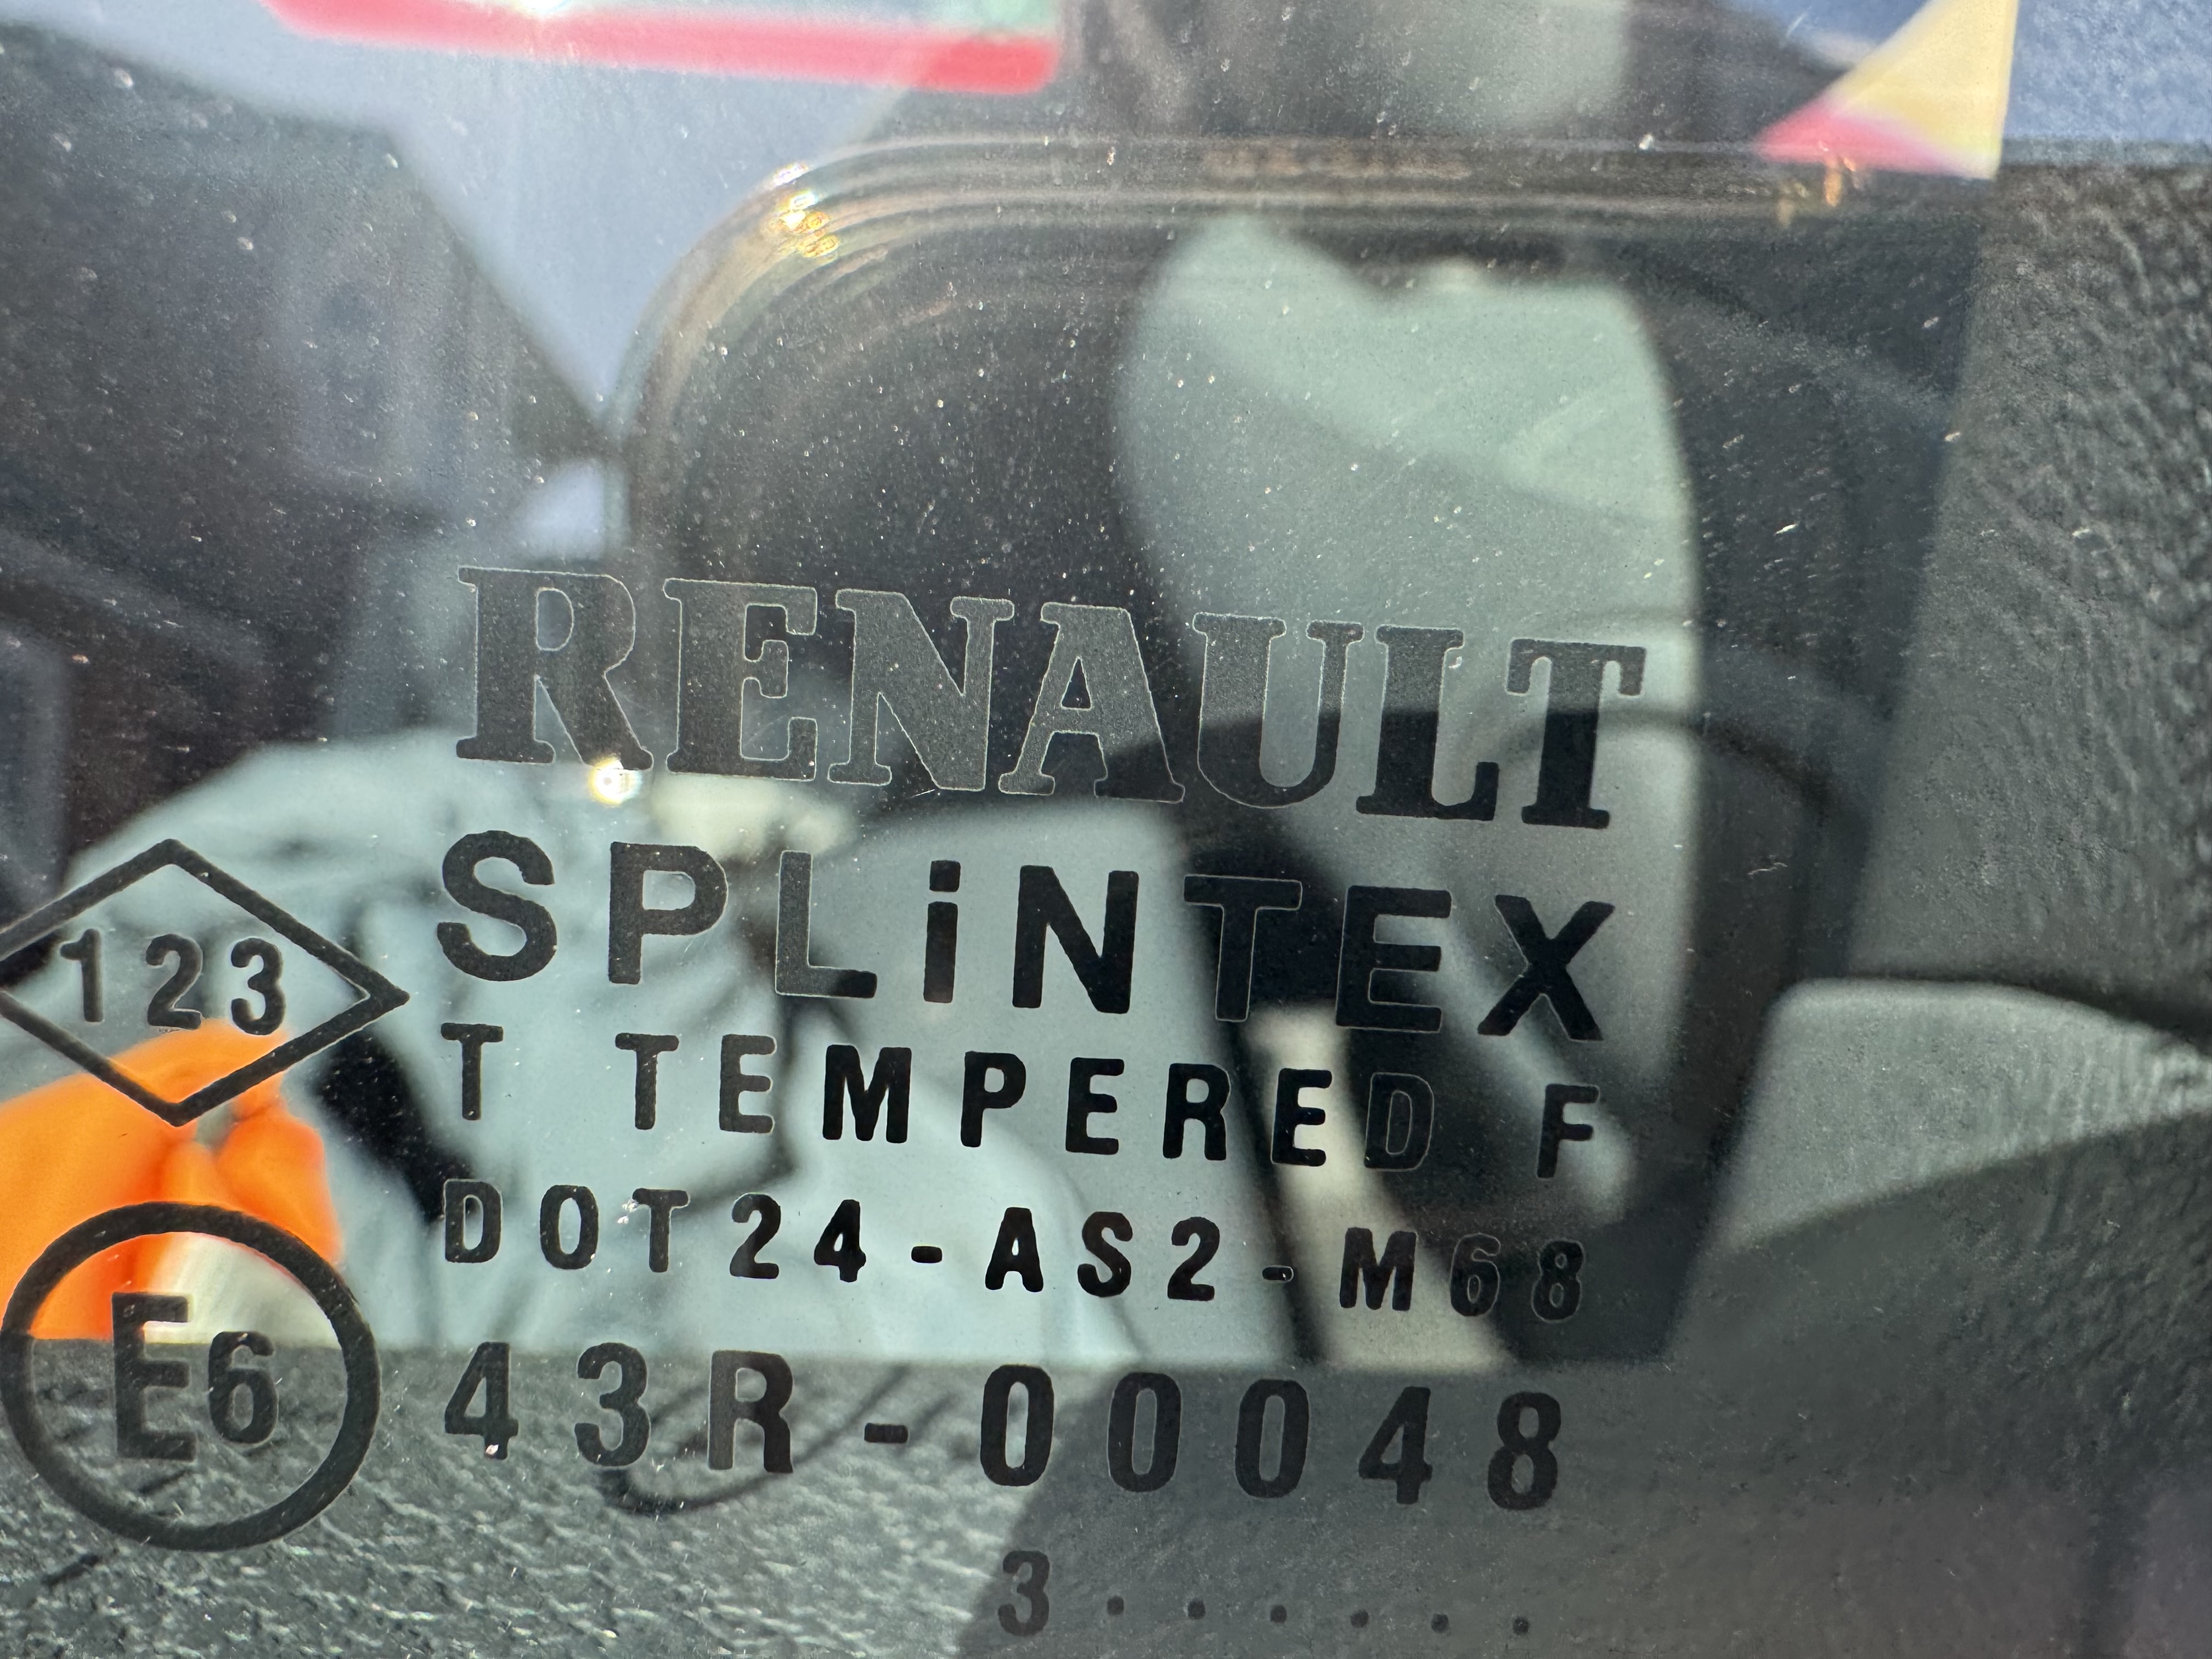 RENAULT
SPLiNTEX
123
T TEMPERED F
DOT24-AS2-M68
E6
43R-00048
3.......